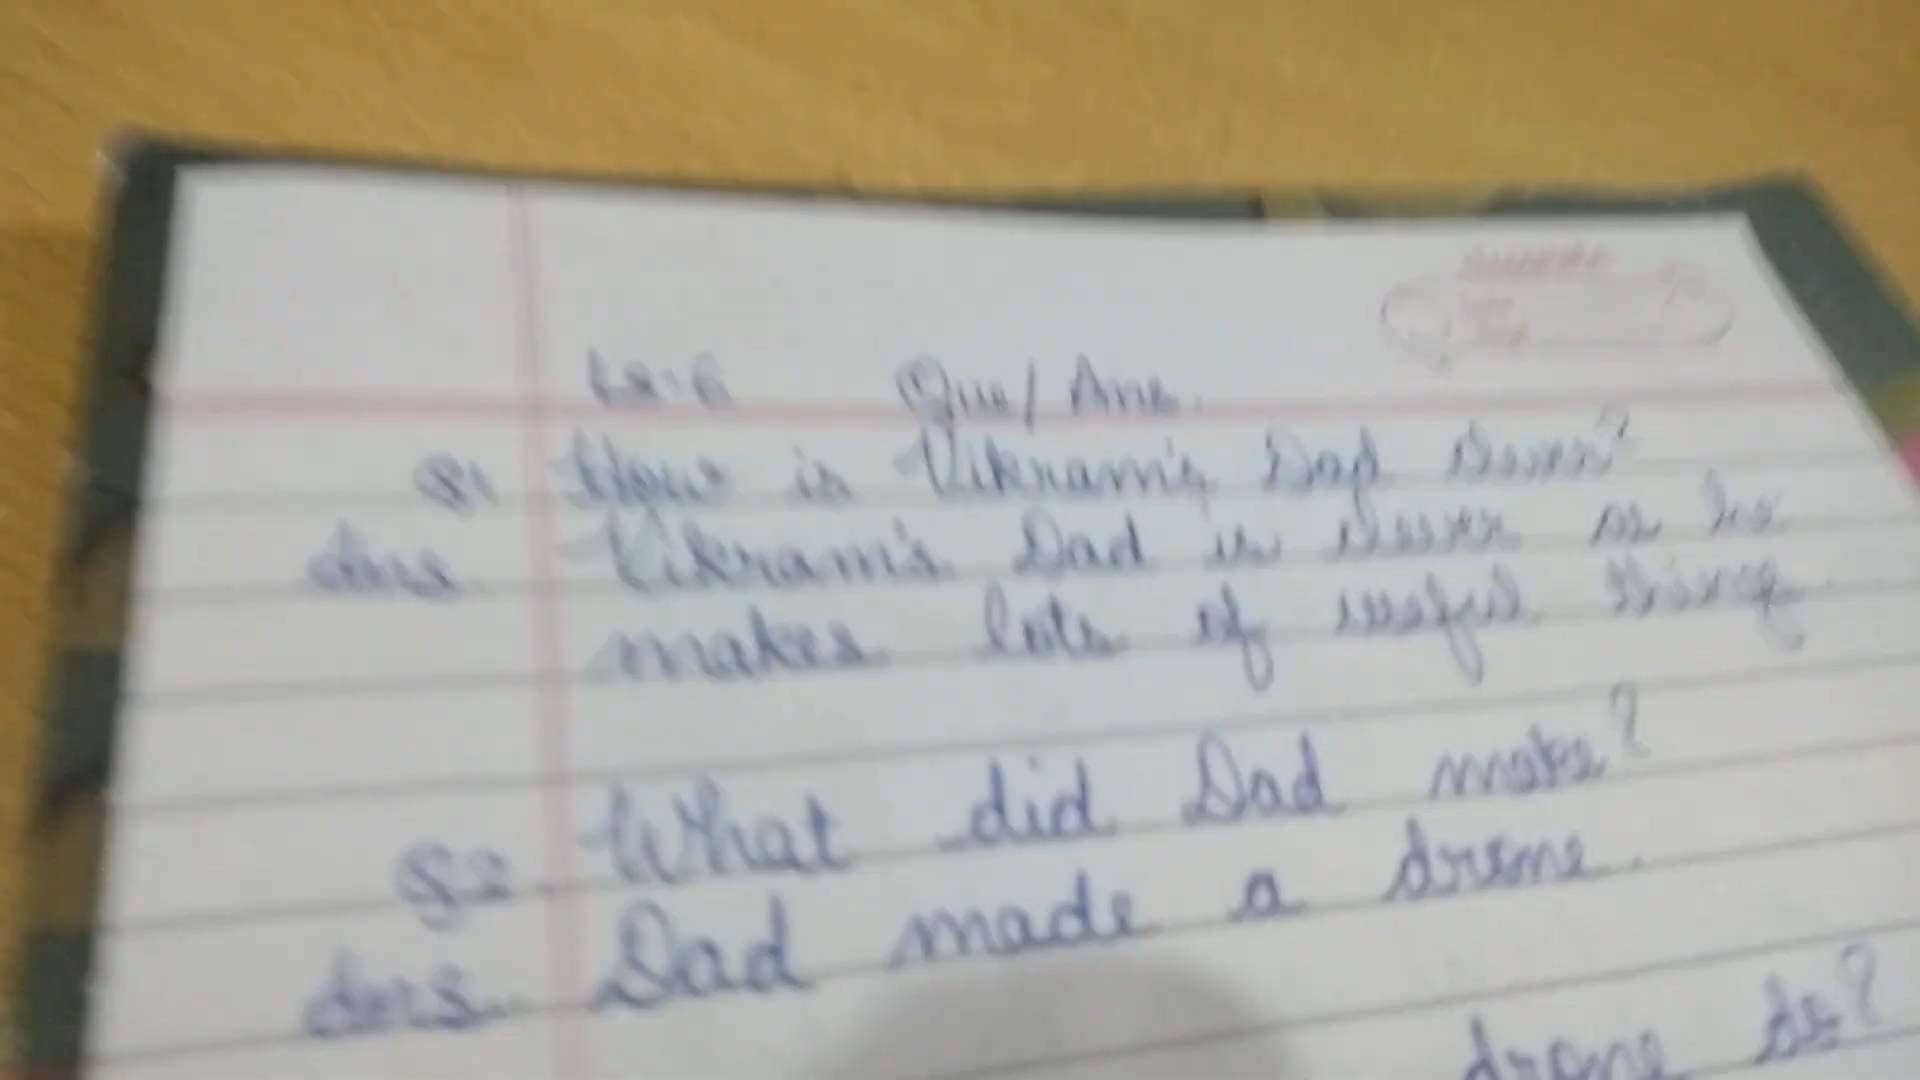 Que/Ans.
Q1 How is Vikram's Dad clever?
Ans Vikram's Dad is clever as he
makes lots of useful things
Q2. What did Dad make?
Ans. Dad made a drone.
drone do?